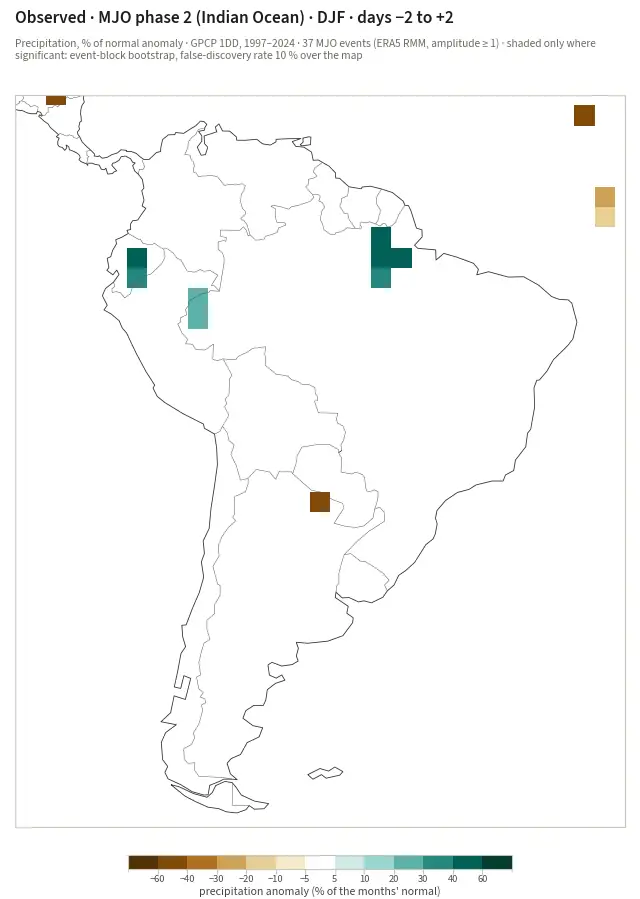 Observed · MJO phase 2 (Indian Ocean) · DJF · days −2 to +2
Precipitation, % of normal anomaly · GPCP 1DD, 1997–2024 · 37 MJO events (ERA5 RMM, amplitude ≥ 1) · shaded only where
significant: event-block bootstrap, false-discovery rate 10 % over the map
−60 −40 −30 −20 −10 −5 5 10 20 30 40 60
precipitation anomaly (% of the months' normal)